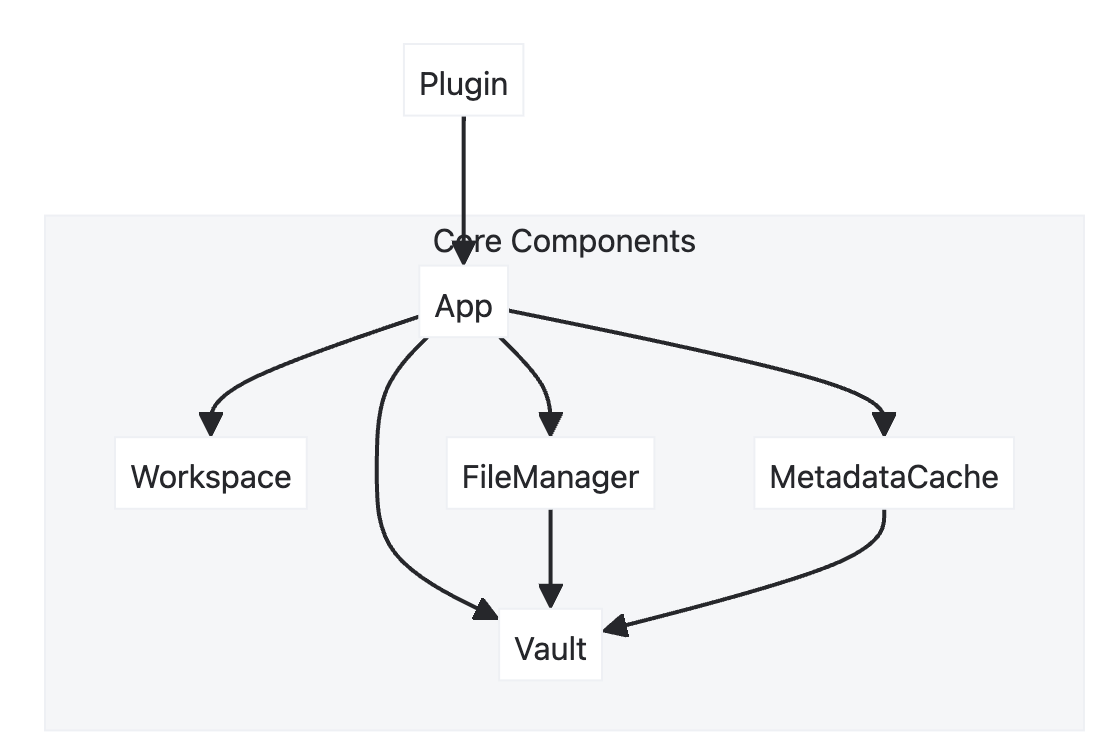 Plugin
Core Components
App
Workspace
FileManager
MetadataCache
Vault